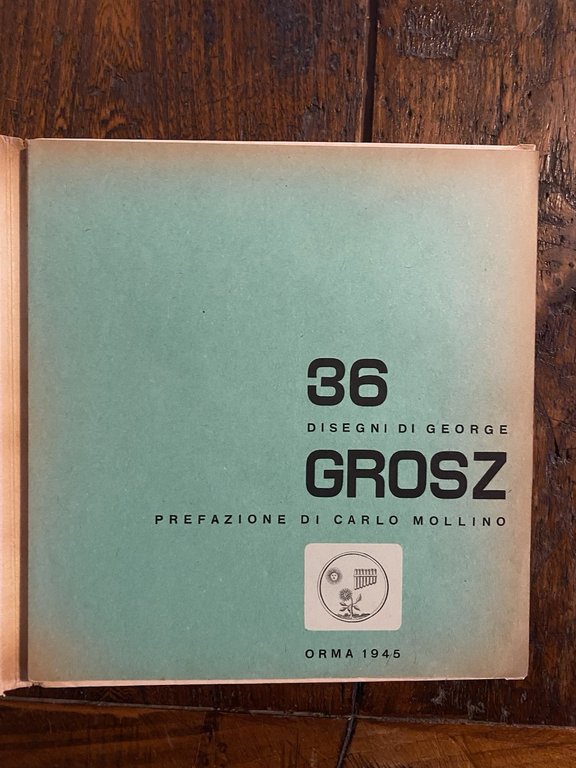 36
DISEGNI DI GEORGE
GROSZ
PREFAZIONE DI CARLO MOLLINO
ORMA 1945